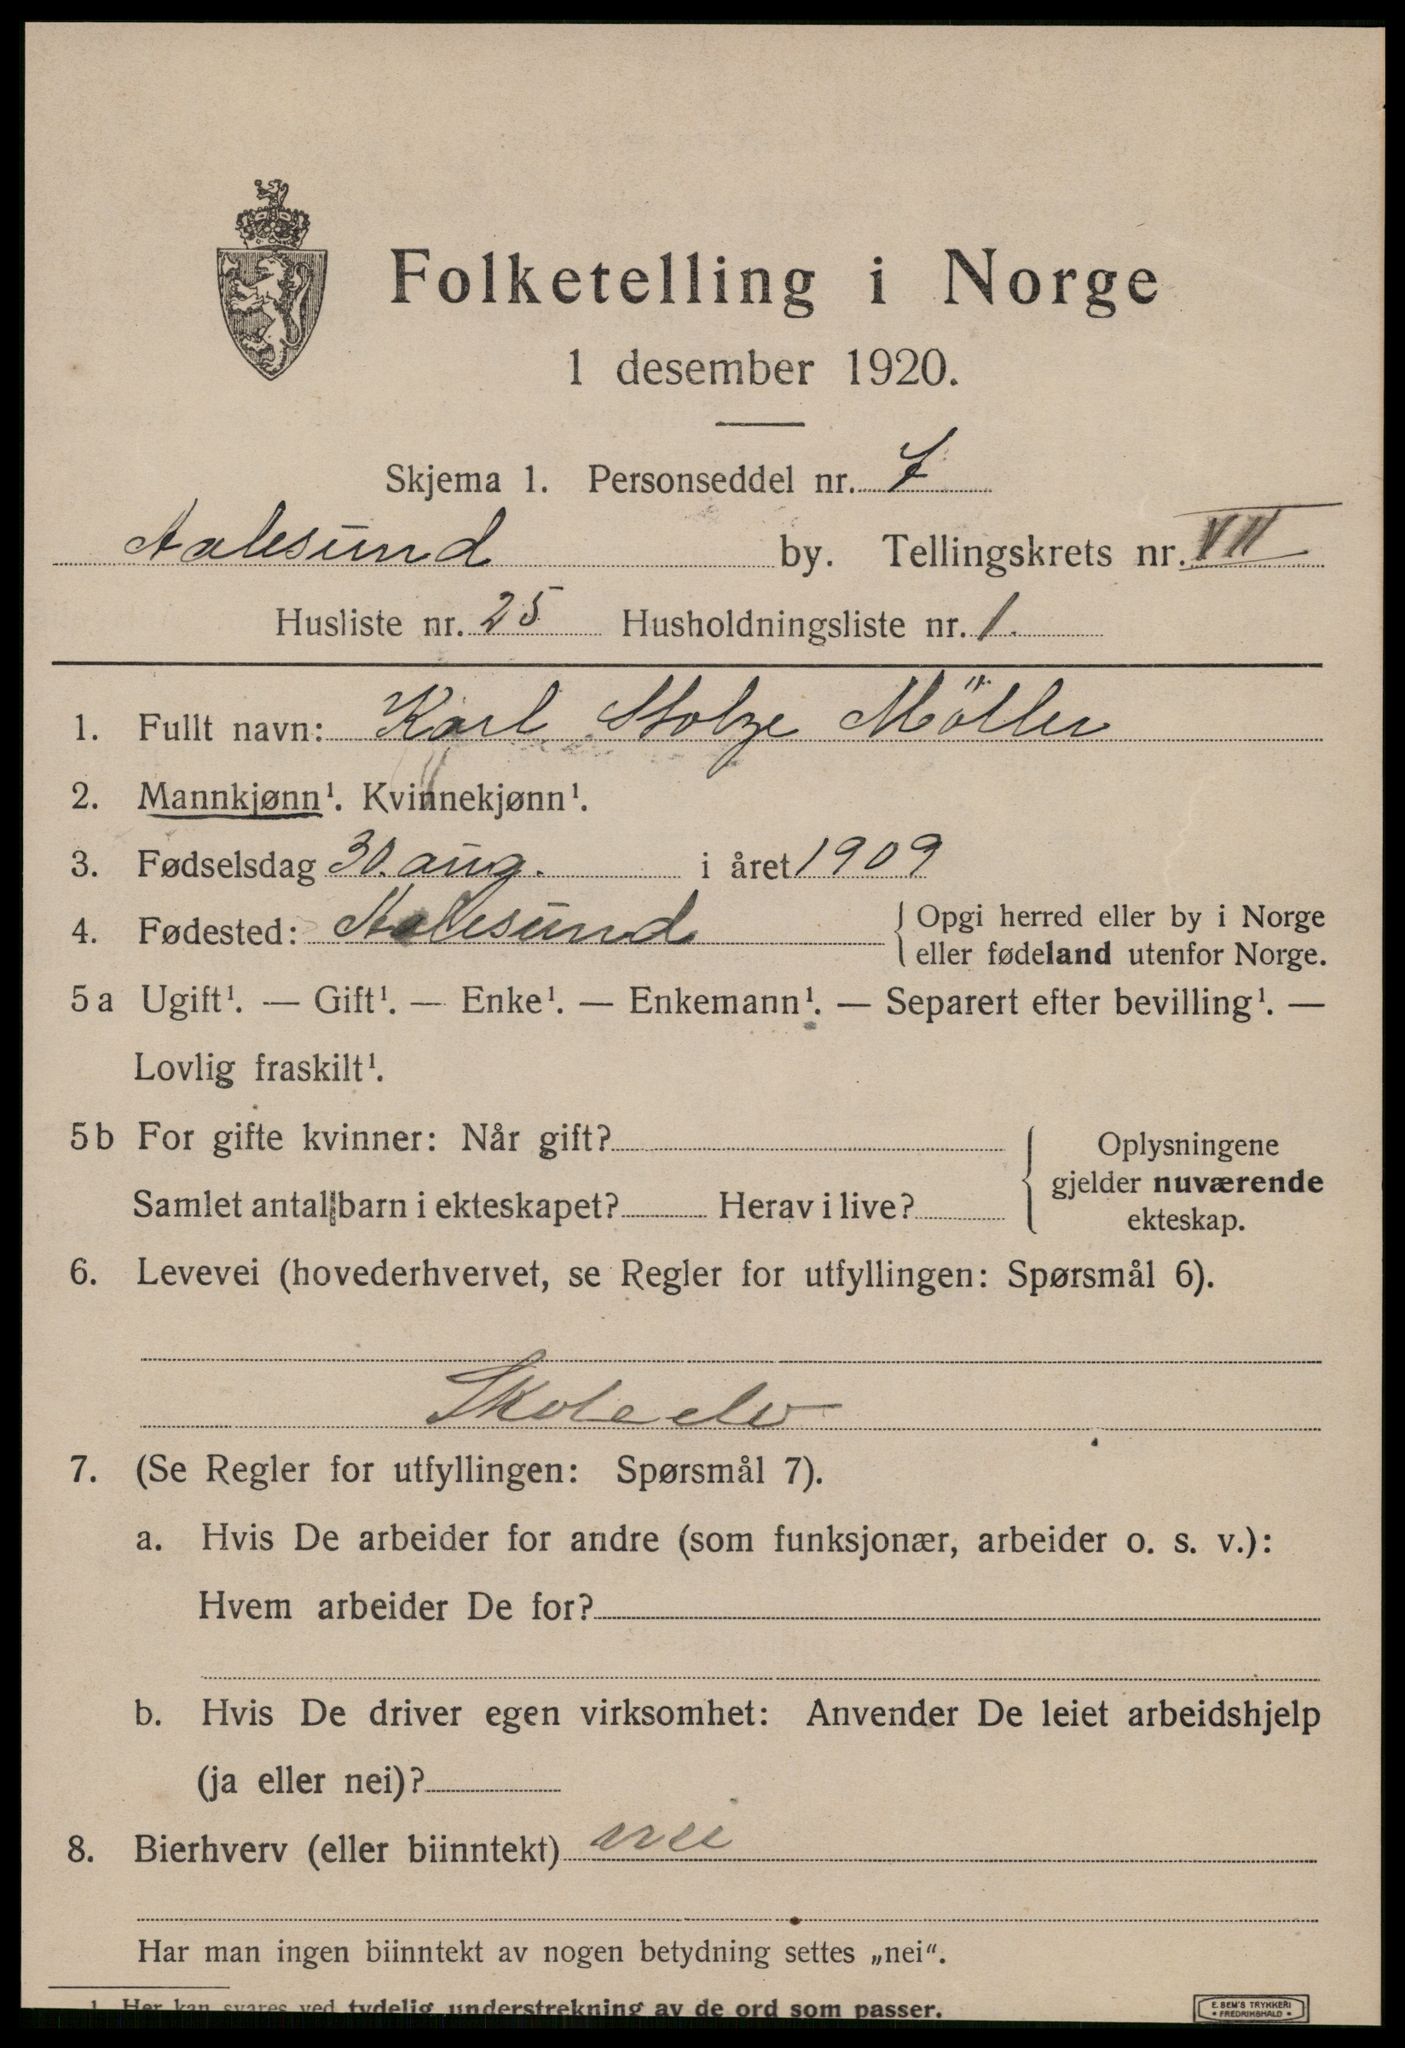 Folketelling i Norge
1 desember 1920.
Skjema 1. Personseddel nr. 7
Aalesund by. Tellingskrets nr. VII
Husliste nr. 25 Husholdningsliste nr. 1.
1. Fullt navn: Karl Stolze Möller
2. Mannkjønn¹. Kvinnekjønn¹.
3. Fødselsdag 30. aug. i året 1909
4. Fødested: Aalesund { Opgi herred eller by i Norge
eller fødeland utenfor Norge.
5 a Ugift¹. — Gift¹. — Enke¹. — Enkemann¹. — Separert efter bevilling¹. —
Lovlig fraskilt¹.
5 b For gifte kvinner: Når gift? { Oplysningene
gjelder nuværende
Samlet antal barn i ekteskapet? Herav i live? ekteskap.
6. Levevei (hovederhvervet, se Regler for utfyllingen: Spørsmål 6).
Skoleelev
7. (Se Regler for utfyllingen: Spørsmål 7).
a. Hvis De arbeider for andre (som funksjonær, arbeider o. s. v.):
Hvem arbeider De for?
b. Hvis De driver egen virksomhet: Anvender De leiet arbeidshjelp
(ja eller nei)?
8. Bierhverv (eller biinntekt) nei
Har man ingen biinntekt av nogen betydning settes „nei“.
1 Her kan svares ved tydelig understrekning av de ord som passer.
E. SEM'S TRYKKERI
• FREDRIKSHALD •